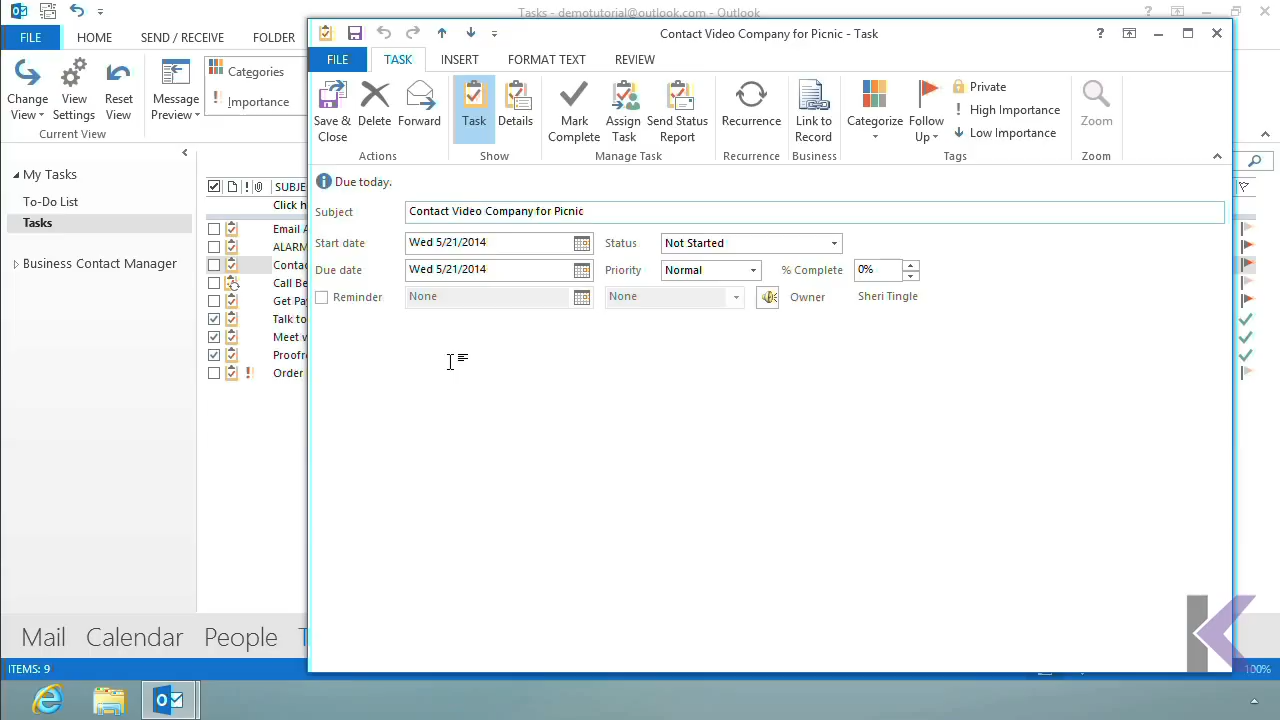 Tasks - demotutorial@outlook.com - Outlook
FILE
HOME
SEND / RECEIVE
FOLDER
Change View
View Settings
Reset View
Message Preview
Categories
Importance
Current View
My Tasks
To-Do List
Tasks
Business Contact Manager
SUBJE
Click h
Email A
ALARM
Contac
Call Be
Get Pa
Talk to
Meet w
Proofre
Order
Mail
Calendar
People
T
ITEMS: 9
100%
Contact Video Company for Picnic - Task
FILE
TASK
INSERT
FORMAT TEXT
REVIEW
Save & Close
Delete
Forward
Actions
Task
Details
Show
Mark Complete
Assign Task
Send Status Report
Manage Task
Recurrence
Recurrence
Link to Record
Business
Categorize
Follow Up
Private
High Importance
Low Importance
Tags
Zoom
Zoom
Due today.
Subject
Contact Video Company for Picnic
Start date
Wed 5/21/2014
Status
Not Started
Due date
Wed 5/21/2014
Priority
Normal
% Complete
0%
Reminder
None
None
Owner
Sheri Tingle